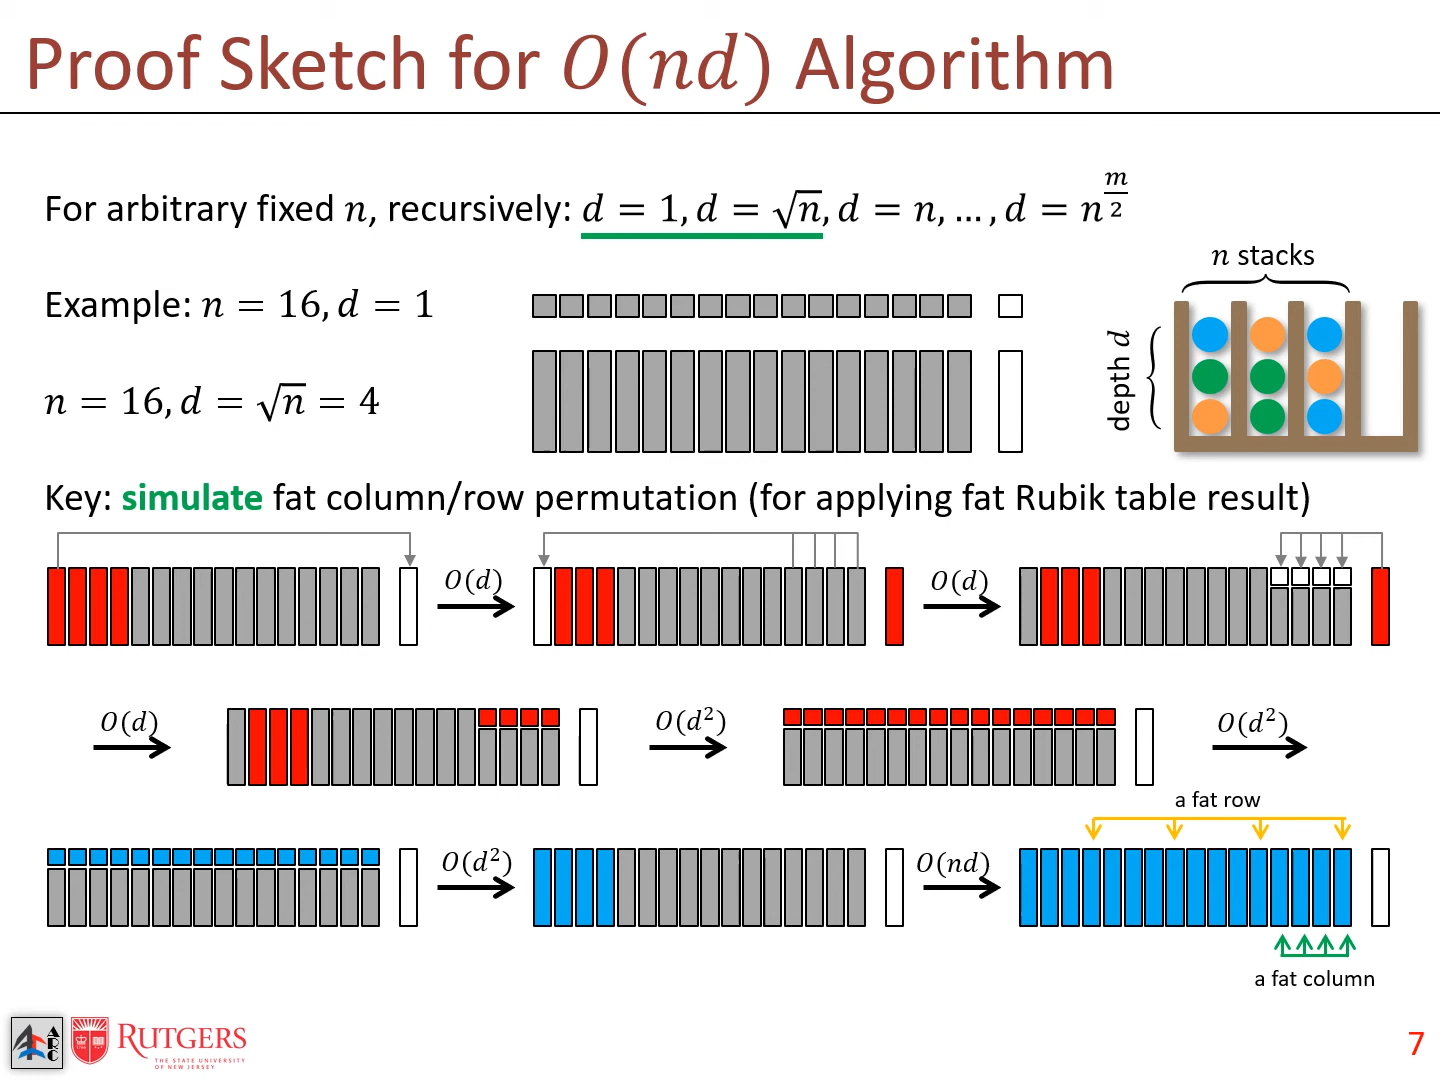 Proof Sketch for O(nd) Algorithm
For arbitrary fixed n, recursively: d = 1, d = √n, d = n, … , d = n^(m/2)
n stacks
Example: n = 16, d = 1
depth d
n = 16, d = √n = 4
Key: simulate fat column/row permutation (for applying fat Rubik table result)
O(d)
O(d)
O(d)
O(d²)
O(d²)
a fat row
O(d²)
O(nd)
a fat column
ARC
RUTGERS
THE STATE UNIVERSITY
OF NEW JERSEY
7